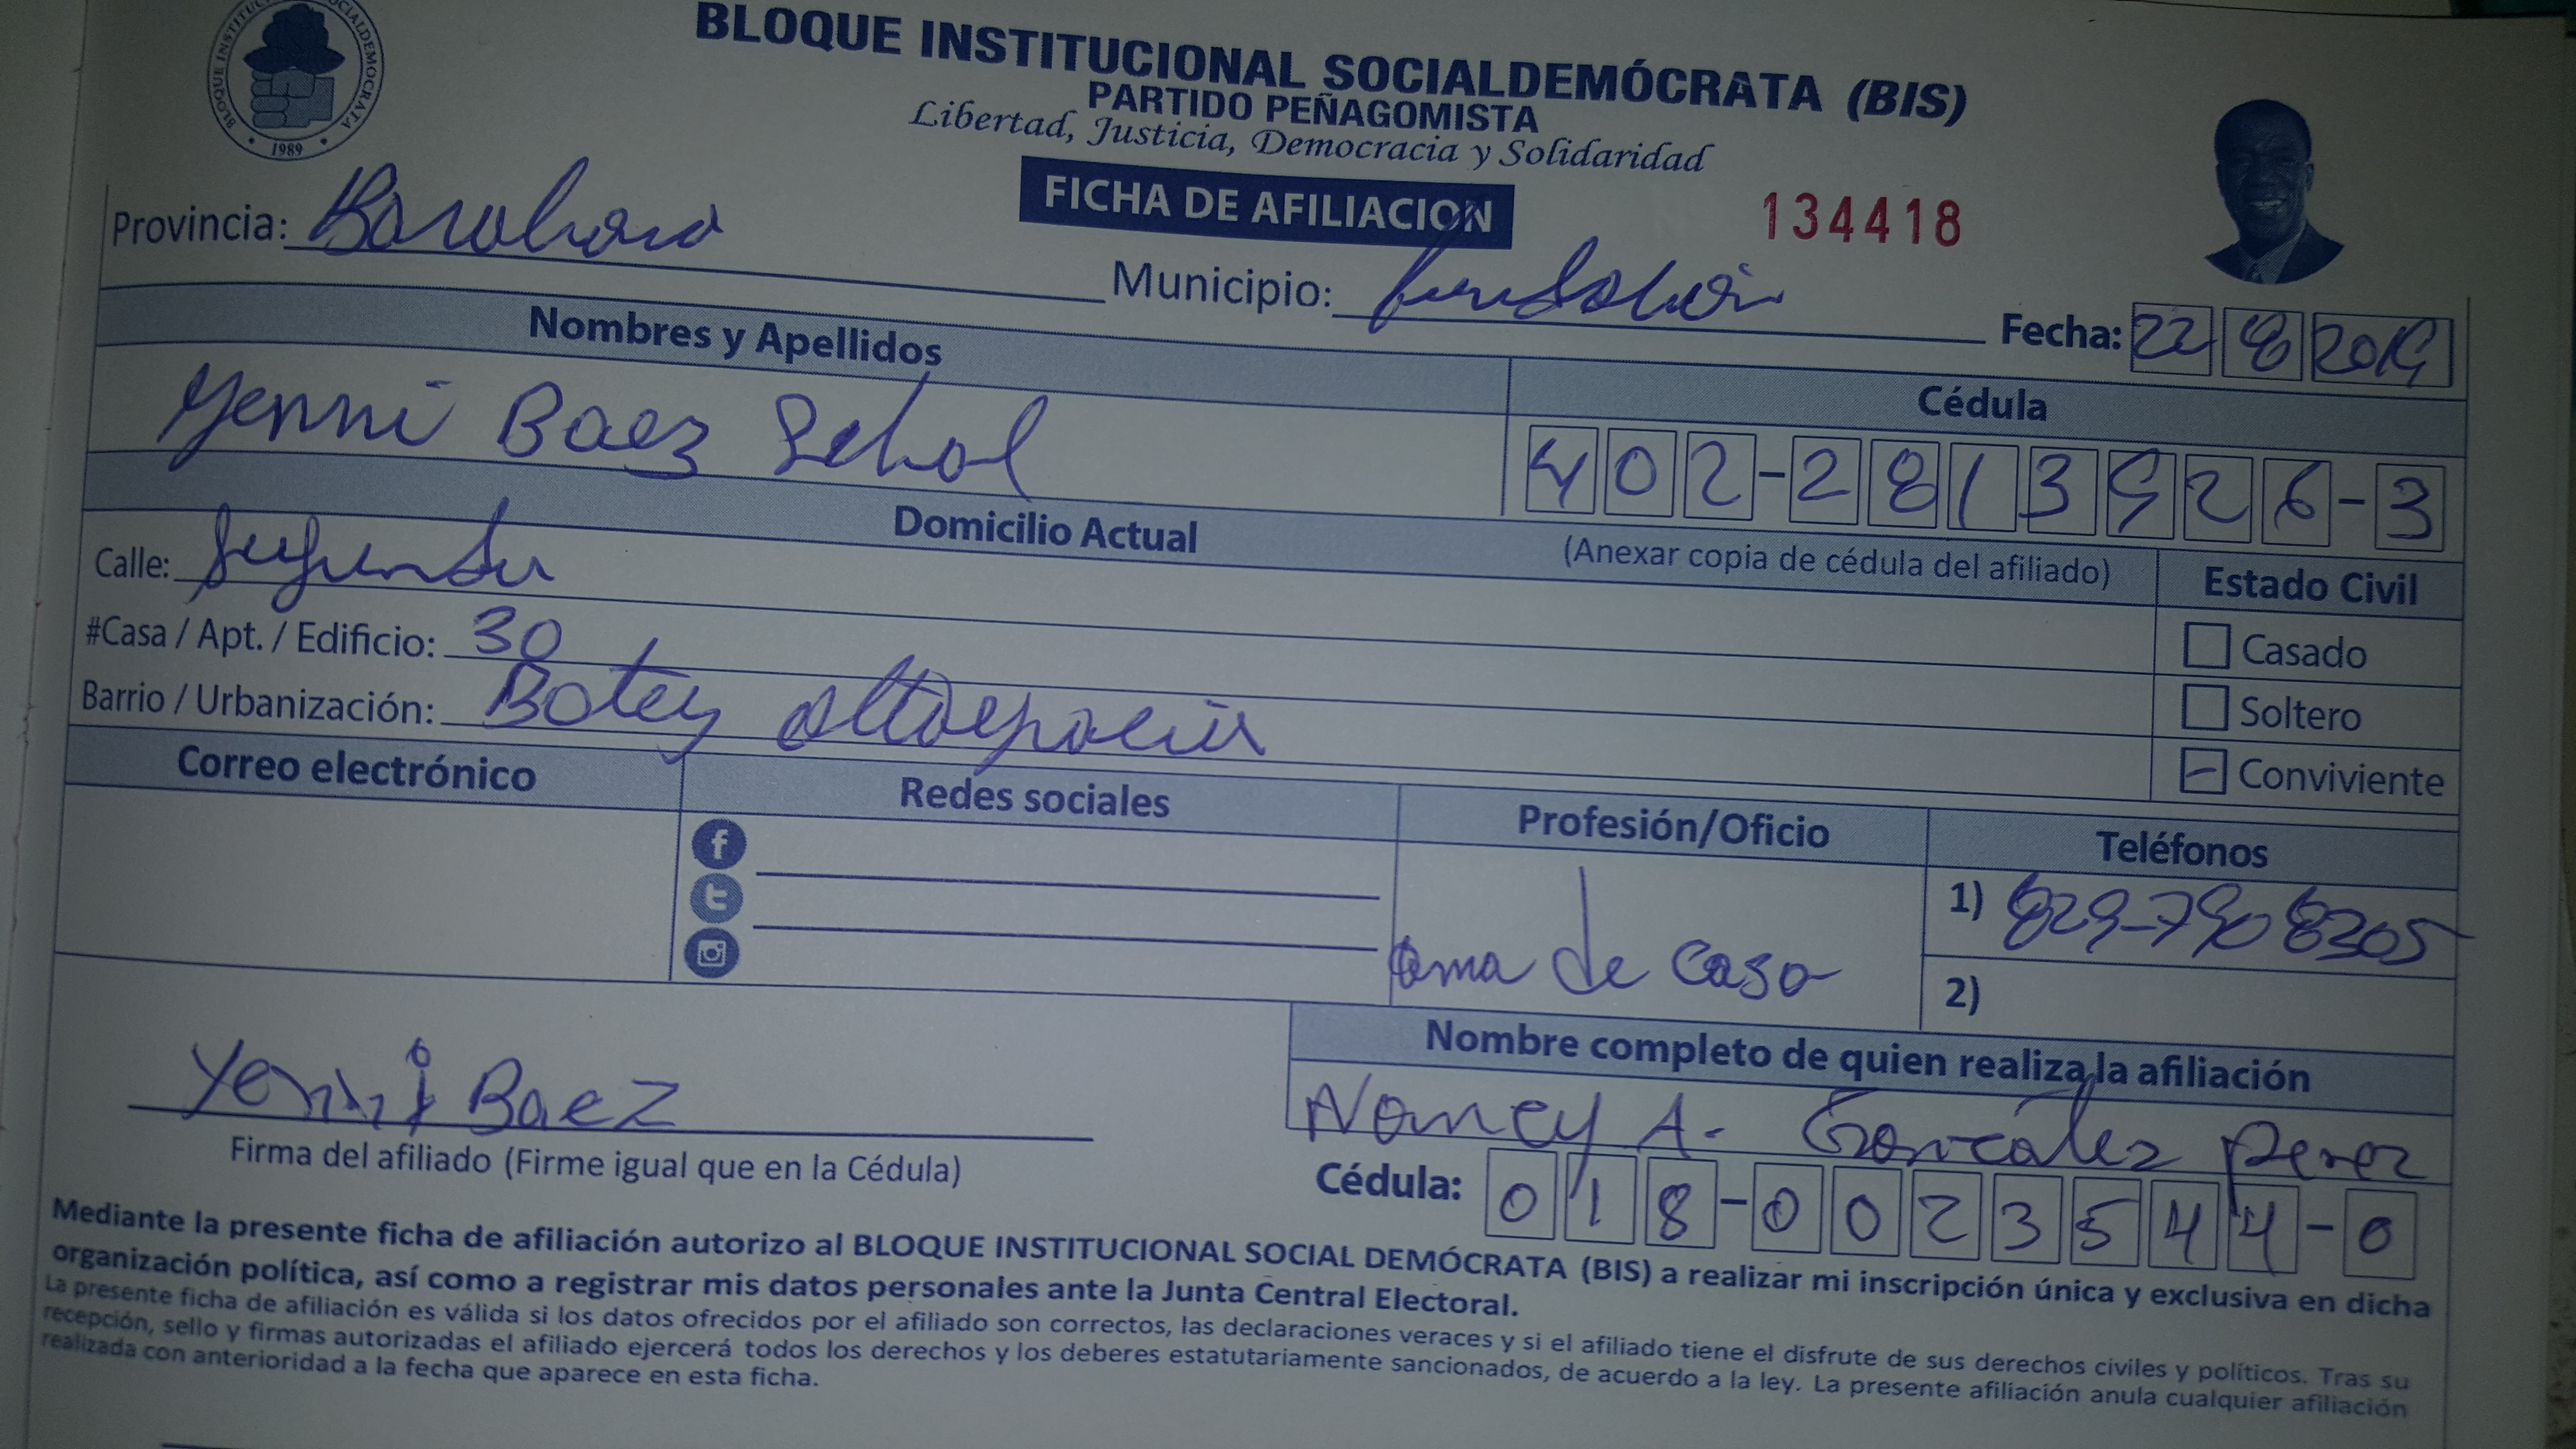 BLOQUE INSTITUCIONAL SOCIALDEMÓCRATA (BIS)
PARTIDO PEÑAGOMISTA
Libertad, Justicia, Democracia y Solidaridad
BLOQUE INSTITUCIONAL SOCIALDEMOCRATA
1989
FICHA DE AFILIACION
134418
Provincia: Barahona
Municipio: fundación
Fecha: 22 8 2019
Nombres y Apellidos
Cédula
Yenni Baez
402-2813926-3
Domicilio Actual
(Anexar copia de cédula del afiliado)
Estado Civil
Calle: segunda
#Casa / Apt. / Edificio: 30
Casado
Barrio / Urbanización: Batey
Soltero
Conviviente
Correo electrónico
Redes sociales
Profesión/Oficio
Teléfonos
1) 829-790 8305
ama de casa
2)
Nombre completo de quien realiza la afiliación
Yenni Baez
Nancy A. González perez
Firma del afiliado (Firme igual que en la Cédula)
Cédula: 018-0023544-0
Mediante la presente ficha de afiliación autorizo al BLOQUE INSTITUCIONAL SOCIAL DEMÓCRATA (BIS) a realizar mi inscripción única y exclusiva en dicha
organización política, así como a registrar mis datos personales ante la Junta Central Electoral.
La presente ficha de afiliación es válida si los datos ofrecidos por el afiliado son correctos, las declaraciones veraces y si el afiliado tiene el disfrute de sus derechos civiles y políticos. Tras su
recepción, sello y firmas autorizadas el afiliado ejercerá todos los derechos y los deberes estatutariamente sancionados, de acuerdo a la ley. La presente afiliación anula cualquier afiliación
realizada con anterioridad a la fecha que aparece en esta ficha.